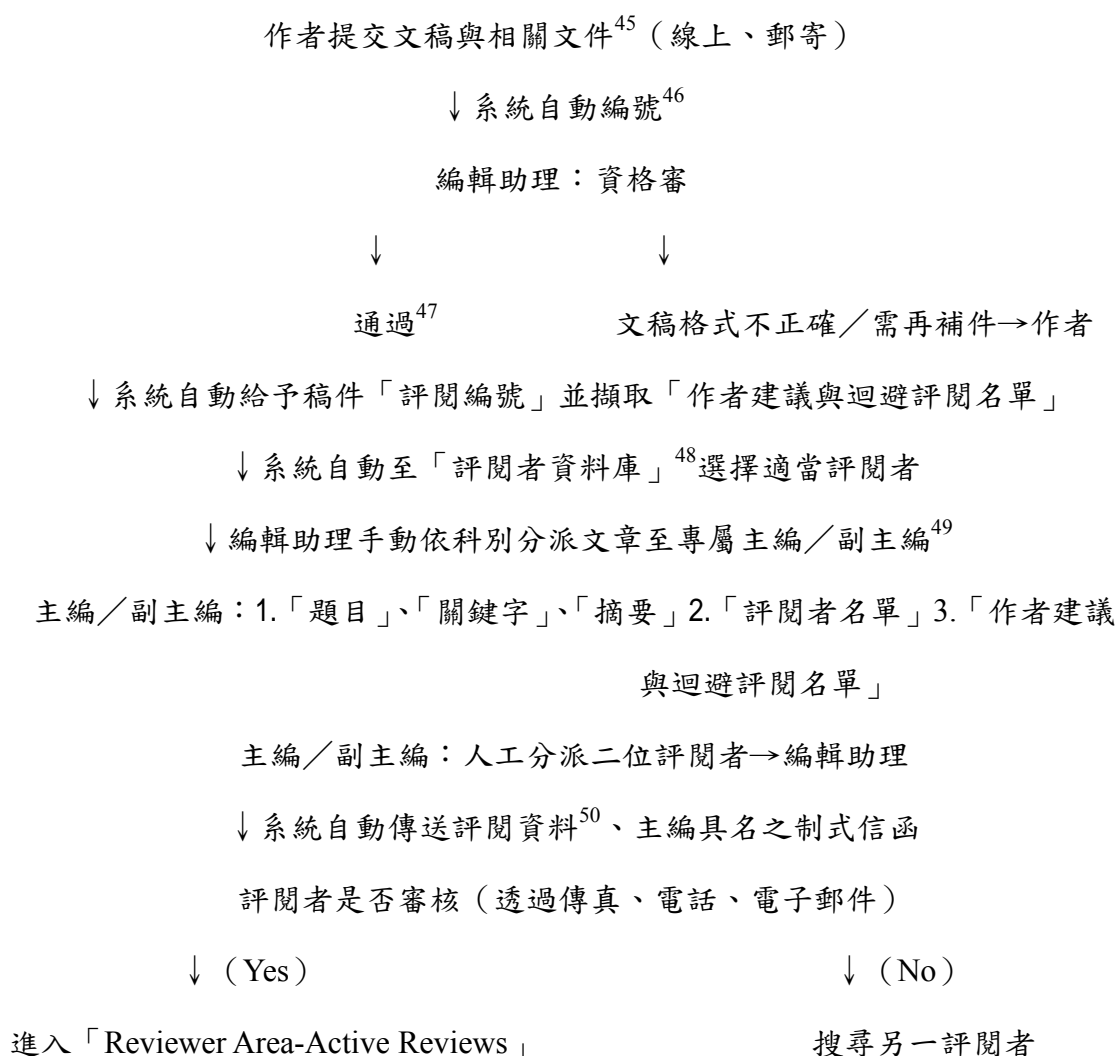 作者提交文稿與相關文件45（線上、郵寄）
↓系統自動編號46
編輯助理：資格審
↓ ↓
通過47 文稿格式不正確／需再補件→作者
↓系統自動給予稿件「評閱編號」並擷取「作者建議與迴避評閱名單」
↓系統自動至「評閱者資料庫」48選擇適當評閱者
↓編輯助理手動依科別分派文章至專屬主編／副主編49
主編／副主編：1.「題目」、「關鍵字」、「摘要」2.「評閱者名單」3.「作者建議
與迴避評閱名單」
主編／副主編：人工分派二位評閱者→編輯助理
↓系統自動傳送評閱資料50、主編具名之制式信函
評閱者是否審核（透過傳真、電話、電子郵件）
↓（Yes） ↓（No）
進入「Reviewer Area-Active Reviews」 搜尋另一評閱者